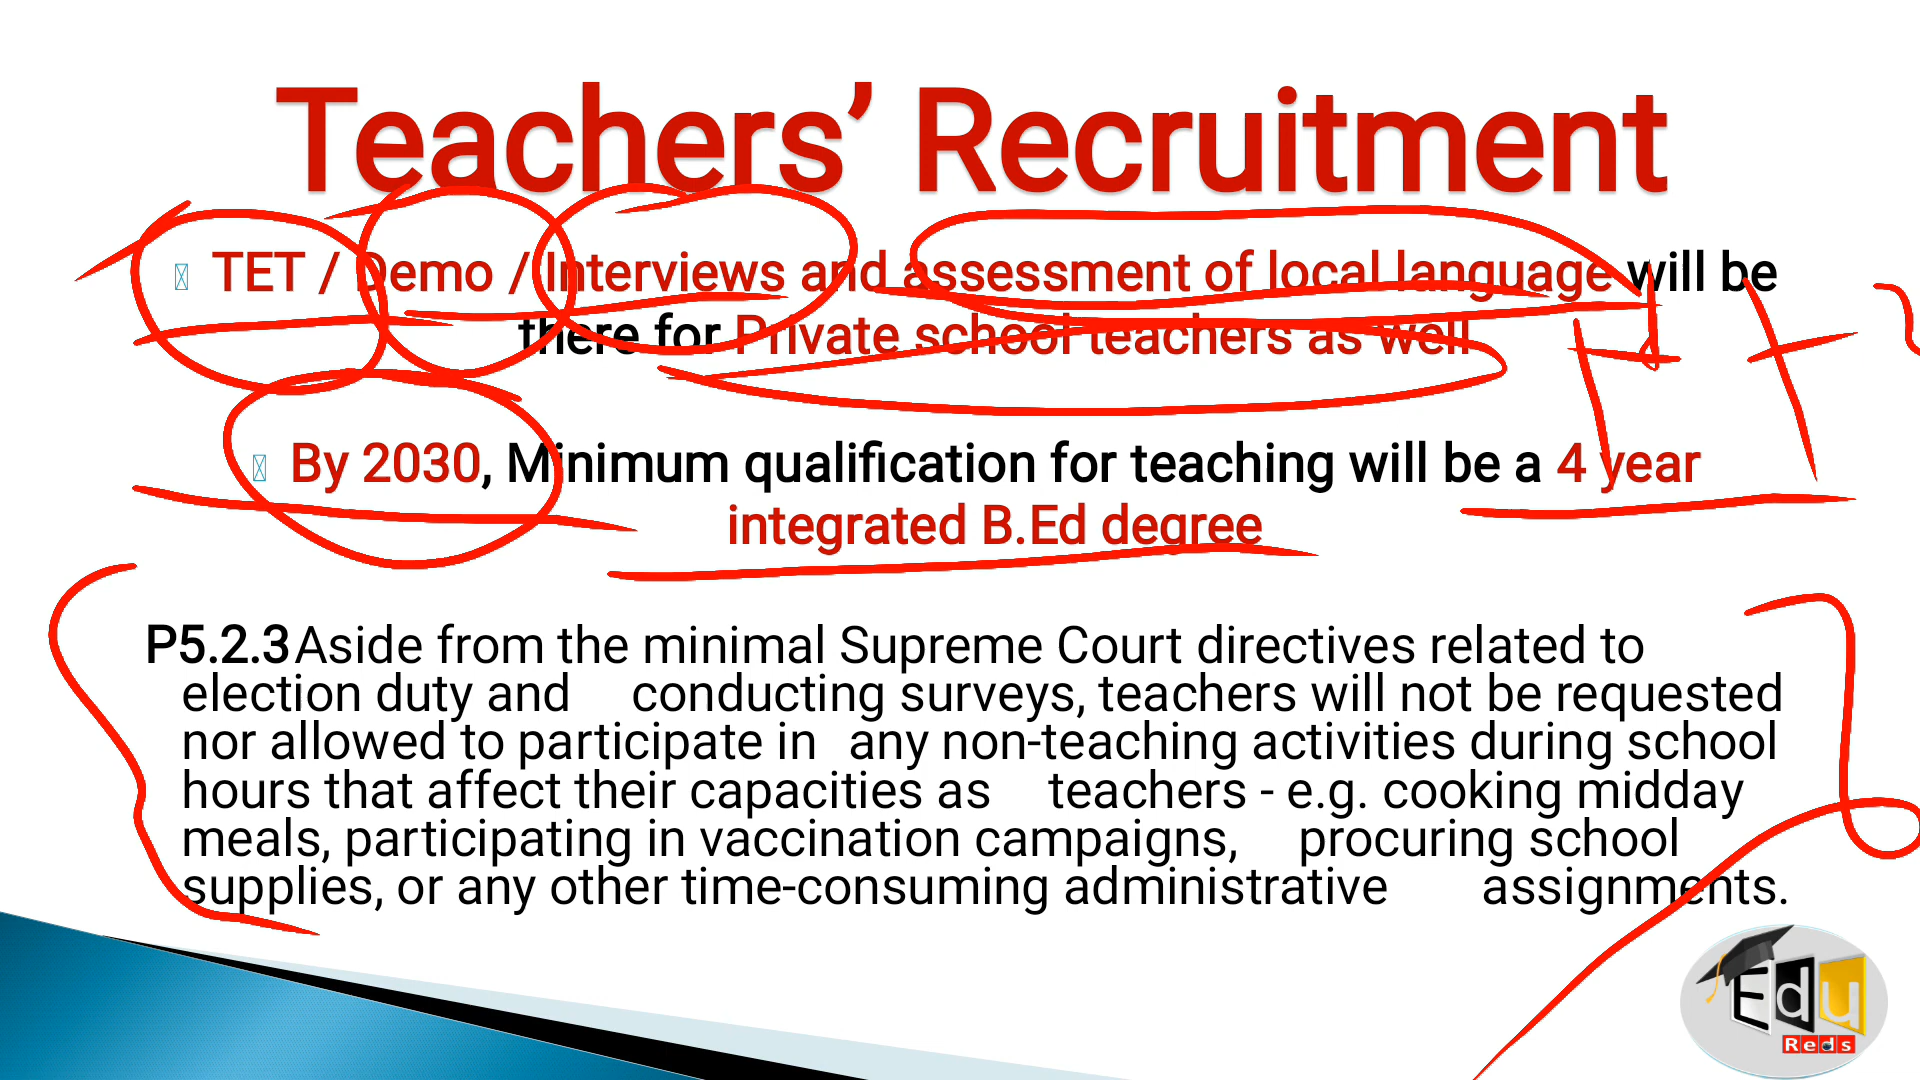 Teachers’ Recruitment
TET / Demo / Interviews and assessment of local language will be
there for Private school teachers as well
By 2030, Minimum qualification for teaching will be a 4 year
integrated B.Ed degree
P5.2.3 Aside from the minimal Supreme Court directives related to
election duty and conducting surveys, teachers will not be requested
nor allowed to participate in any non-teaching activities during school
hours that affect their capacities as teachers - e.g. cooking midday
meals, participating in vaccination campaigns, procuring school
supplies, or any other time-consuming administrative assignments.
Edu
Reds